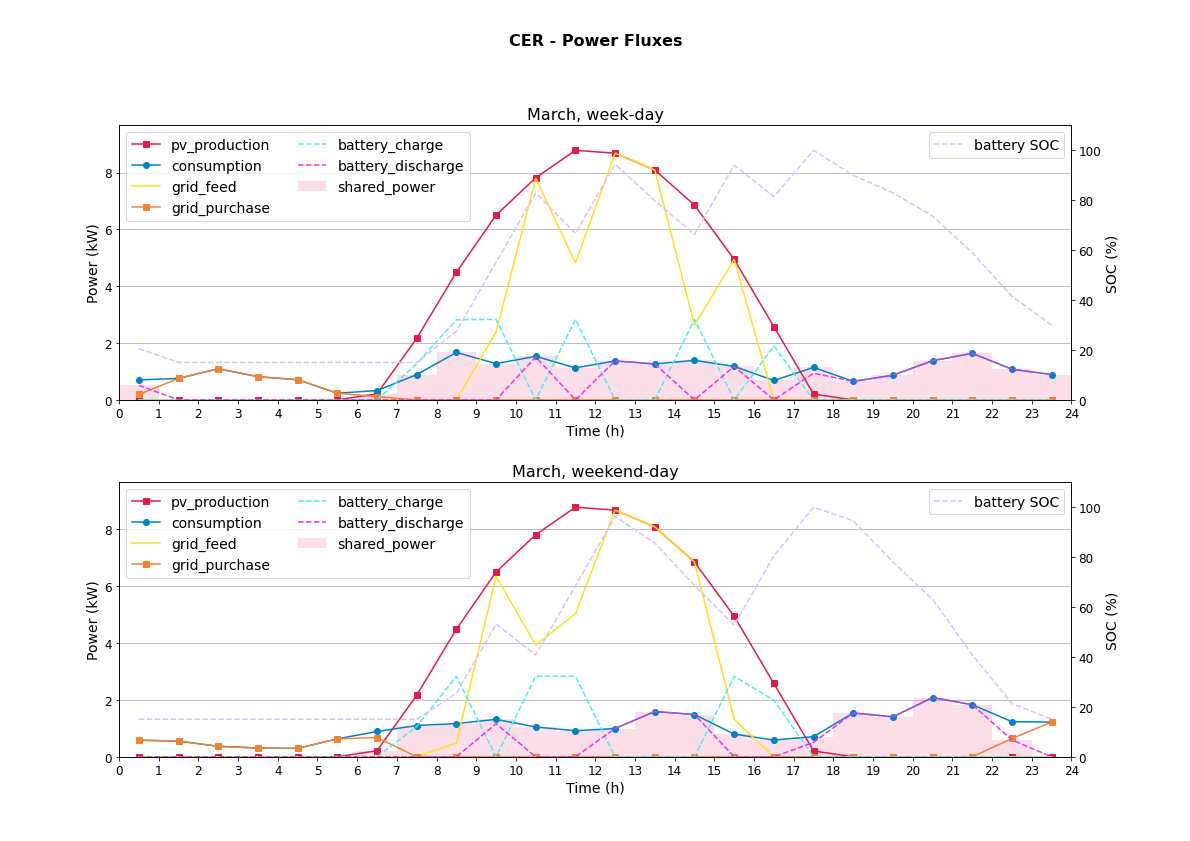 CER - Power Fluxes
March, week-day
pv_production
consumption
grid_feed
grid_purchase
battery_charge
battery_discharge
shared_power
battery SOC
Power (kW)
8
6
4
2
0
100
80
60
40
20
0
SOC (%)
0 1 2 3 4 5 6 7 8 9 10 11 12 13 14 15 16 17 18 19 20 21 22 23 24
Time (h)
March, weekend-day
pv_production
consumption
grid_feed
grid_purchase
battery_charge
battery_discharge
shared_power
battery SOC
Power (kW)
8
6
4
2
0
100
80
60
40
20
0
SOC (%)
0 1 2 3 4 5 6 7 8 9 10 11 12 13 14 15 16 17 18 19 20 21 22 23 24
Time (h)